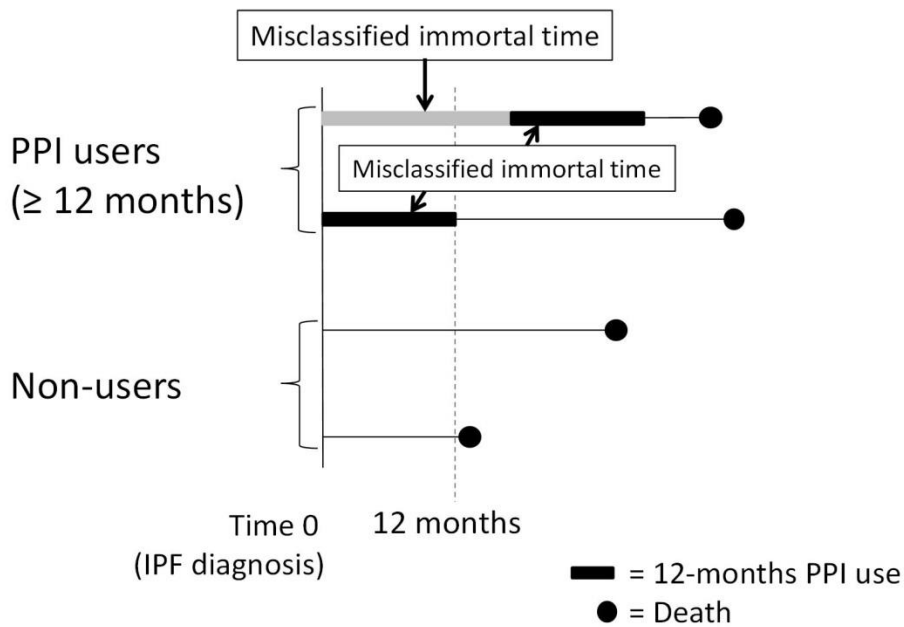 Misclassified immortal time
PPI users
(≥ 12 months)
Misclassified immortal time
Non-users
Time 0
(IPF diagnosis)
12 months
= 12-months PPI use
= Death